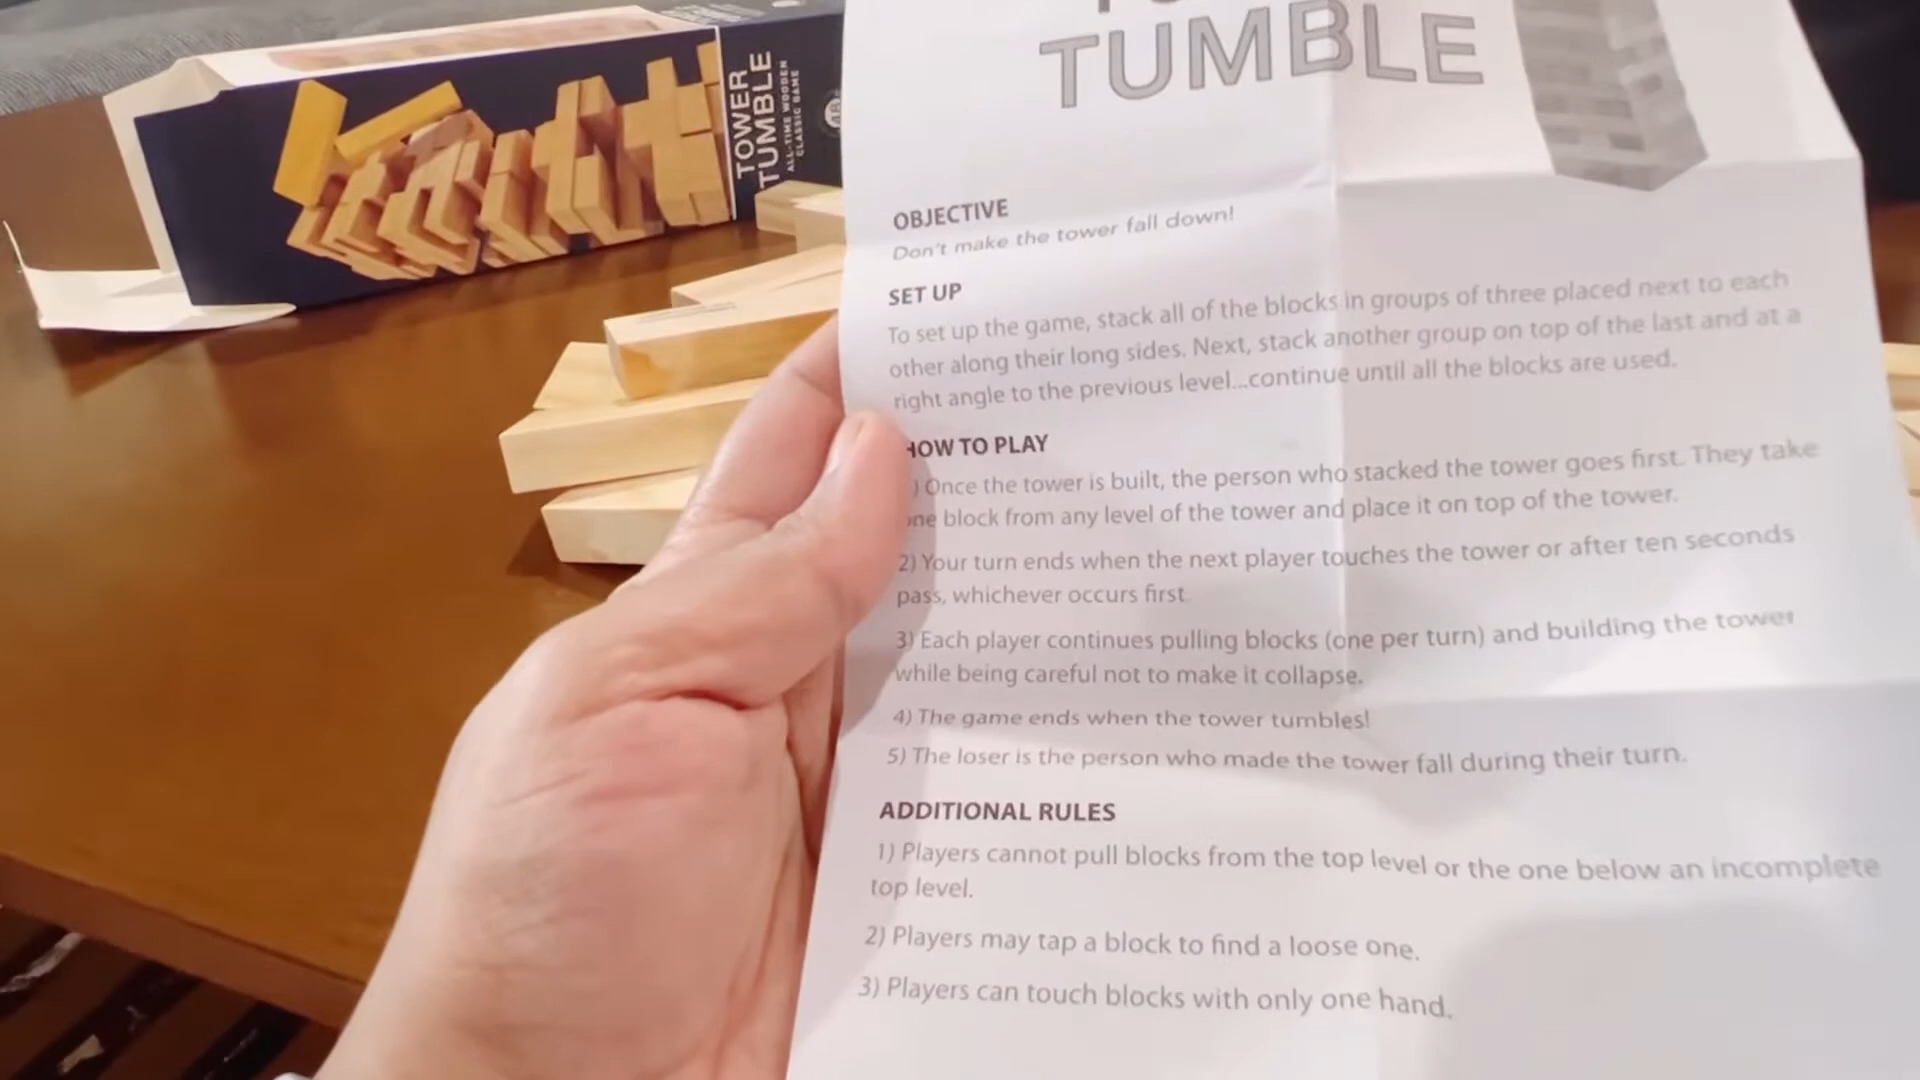 TOWER
TUMBLE
ALL-TIME WOODEN
CLASSIC GAME
TUMBLE
OBJECTIVE
Don't make the tower fall down!
SET UP
To set up the game, stack all of the blocks in groups of three placed next to each
other along their long sides. Next, stack another group on top of the last and at a
right angle to the previous level...continue until all the blocks are used.
HOW TO PLAY
) Once the tower is built, the person who stacked the tower goes first. They take
one block from any level of the tower and place it on top of the tower.
2) Your turn ends when the next player touches the tower or after ten seconds
pass, whichever occurs first.
3) Each player continues pulling blocks (one per turn) and building the tower
while being careful not to make it collapse.
4) The game ends when the tower tumbles!
5) The loser is the person who made the tower fall during their turn.
ADDITIONAL RULES
1) Players cannot pull blocks from the top level or the one below an incomplete
top level.
2) Players may tap a block to find a loose one.
3) Players can touch blocks with only one hand.